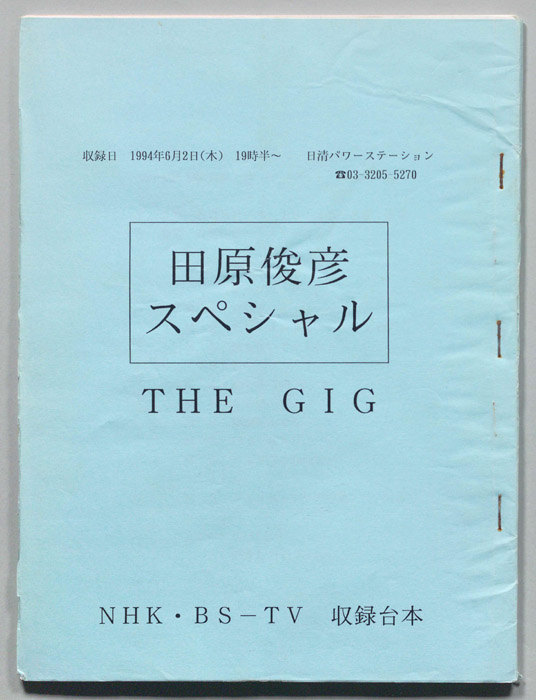 収録日 1994年6月2日(木) 19時半～ 日清パワーステーション
☎03-3205-5270
田原俊彦
スペシャル
THE GIG
NHK・BS－TV 収録台本